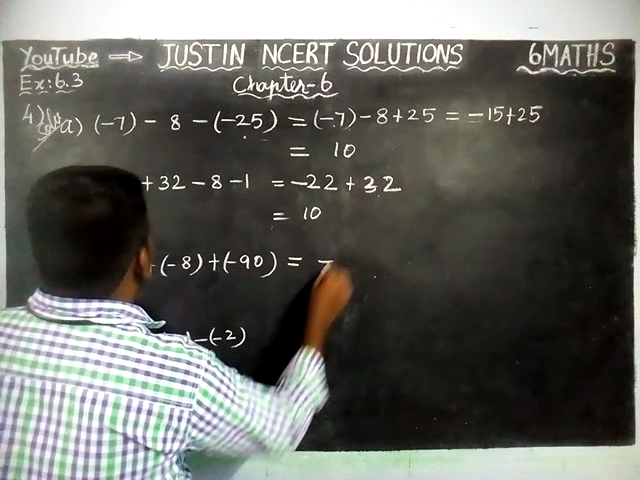 YouTube → JUSTIN NCERT SOLUTIONS 6MATHS
Ex:6.3 Chapter-6
4) a) (-7) - 8 - (-25) = (-7) - 8 + 25 = -15+25
= 10
+ 32 - 8 - 1 = -22 + 32
= 10
(-8) + (-90) = -
- (-2)